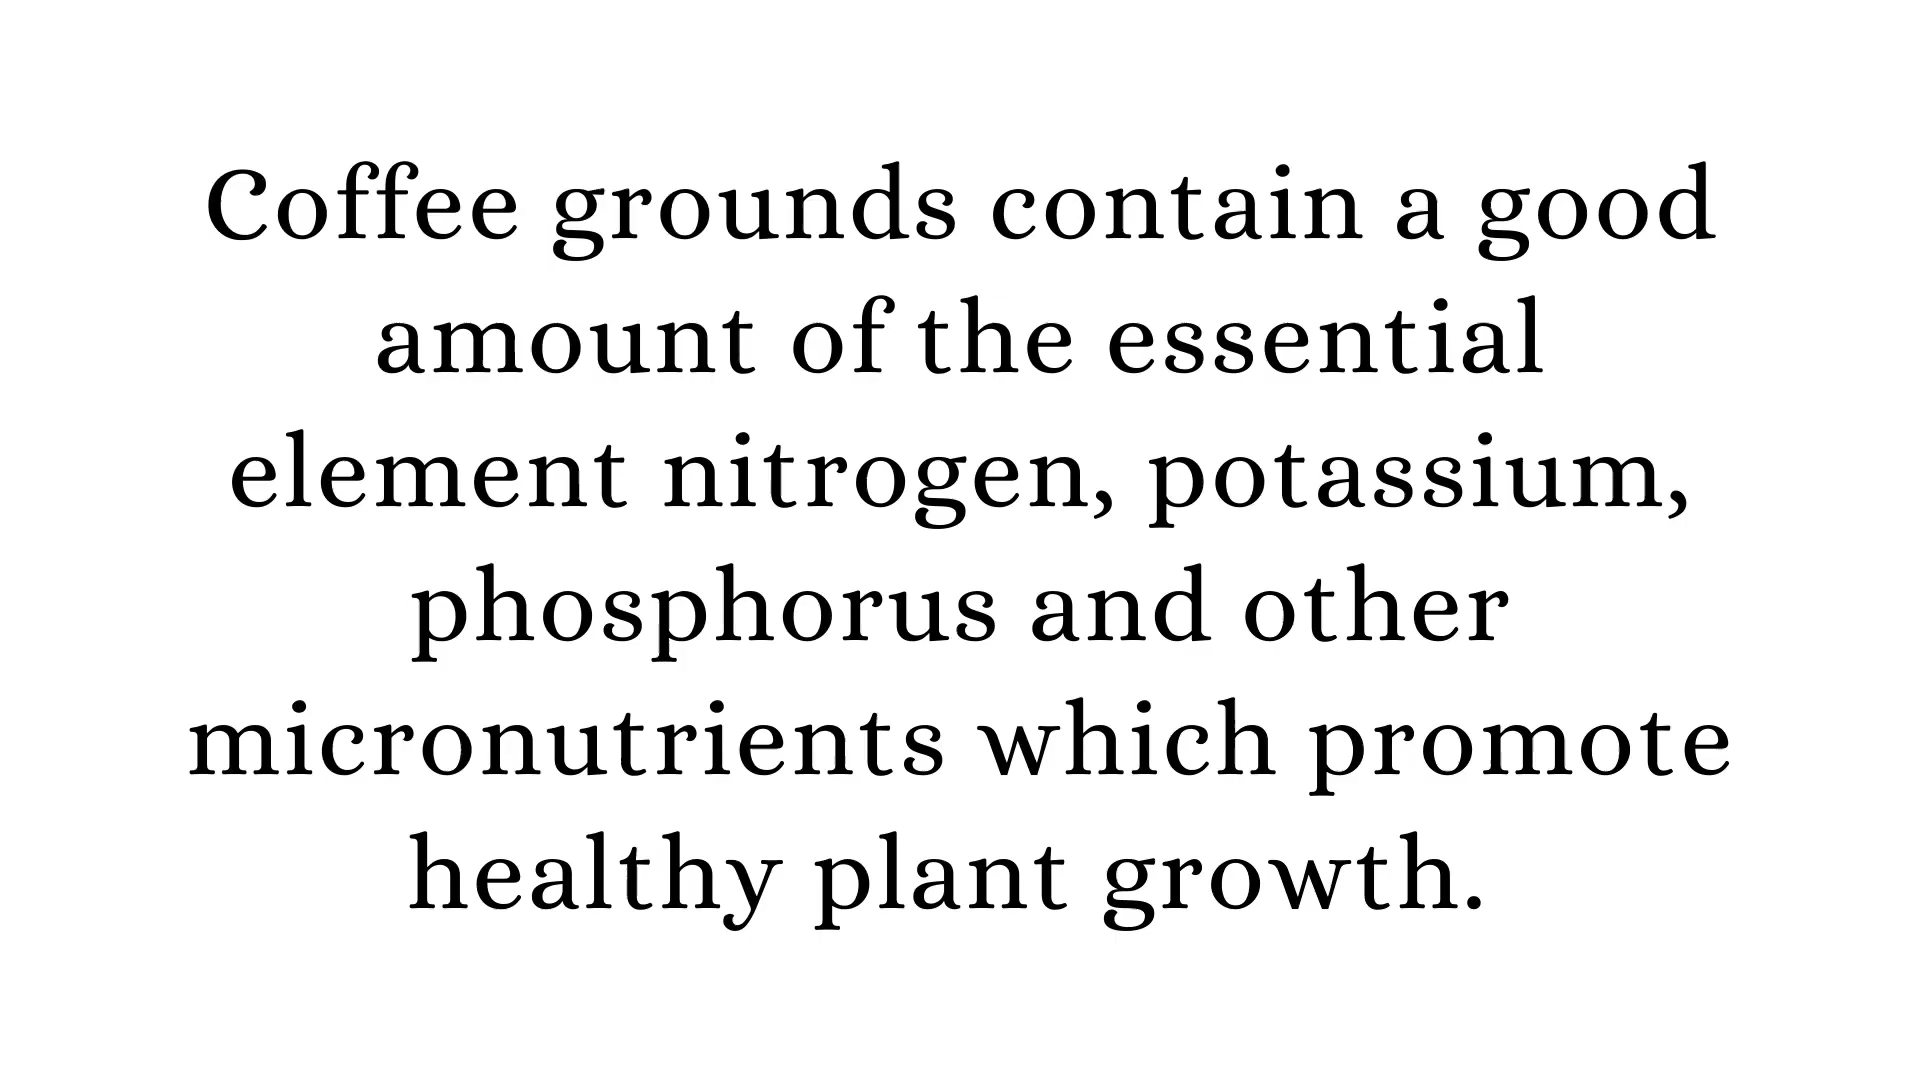 Coffee grounds contain a good
amount of the essential
element nitrogen, potassium,
phosphorus and other
micronutrients which promote
healthy plant growth.